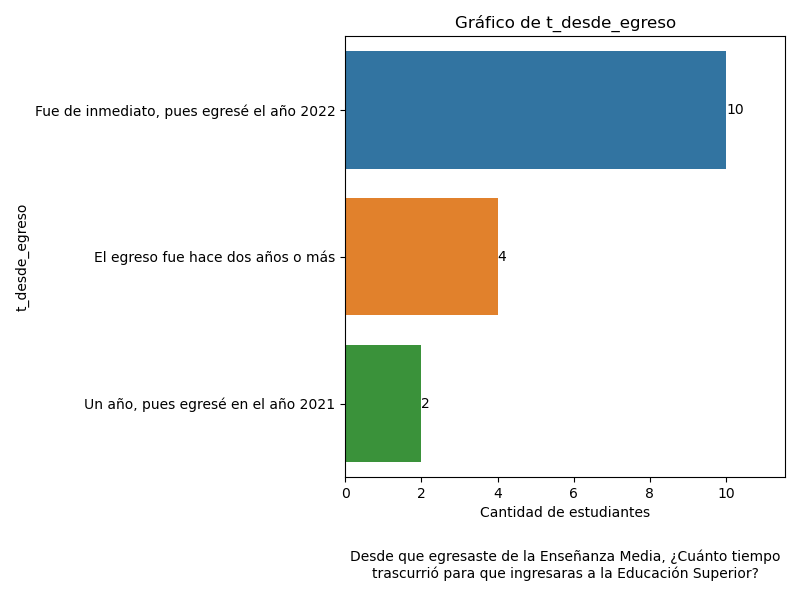 Gráfico de t_desde_egreso
Fue de inmediato, pues egresé el año 2022
10
El egreso fue hace dos años o más
4
Un año, pues egresé en el año 2021
2
t_desde_egreso
0 2 4 6 8 10
Cantidad de estudiantes
Desde que egresaste de la Enseñanza Media, ¿Cuánto tiempo
trascurrió para que ingresaras a la Educación Superior?